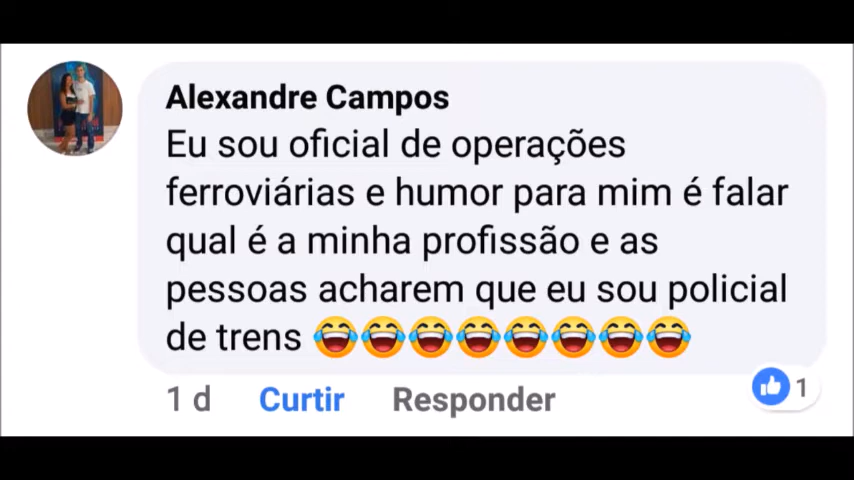 Alexandre Campos
Eu sou oficial de operações
ferroviárias e humor para mim é falar
qual é a minha profissão e as
pessoas acharem que eu sou policial
de trens 😂😂😂😂😂😂😂😂
1 d Curtir Responder 1